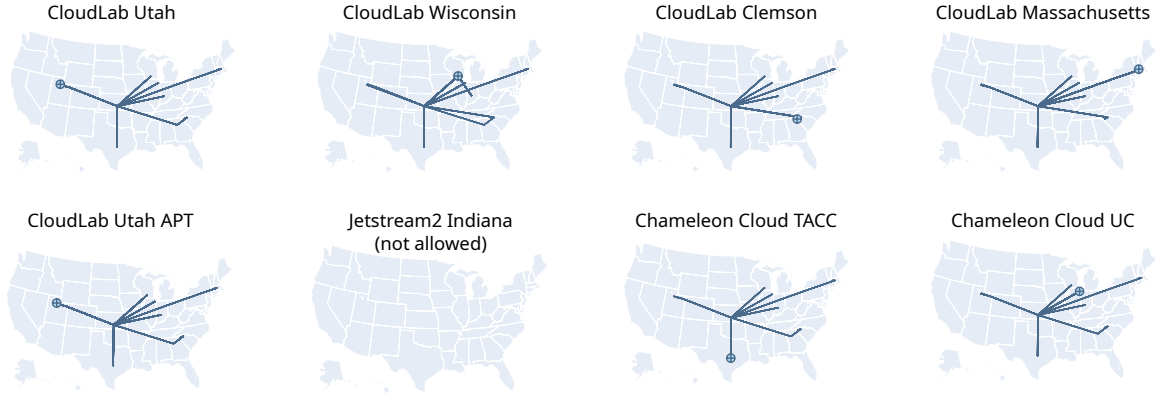 CloudLab Utah
CloudLab Wisconsin
CloudLab Clemson
CloudLab Massachusetts
CloudLab Utah APT
Jetstream2 Indiana
(not allowed)
Chameleon Cloud TACC
Chameleon Cloud UC